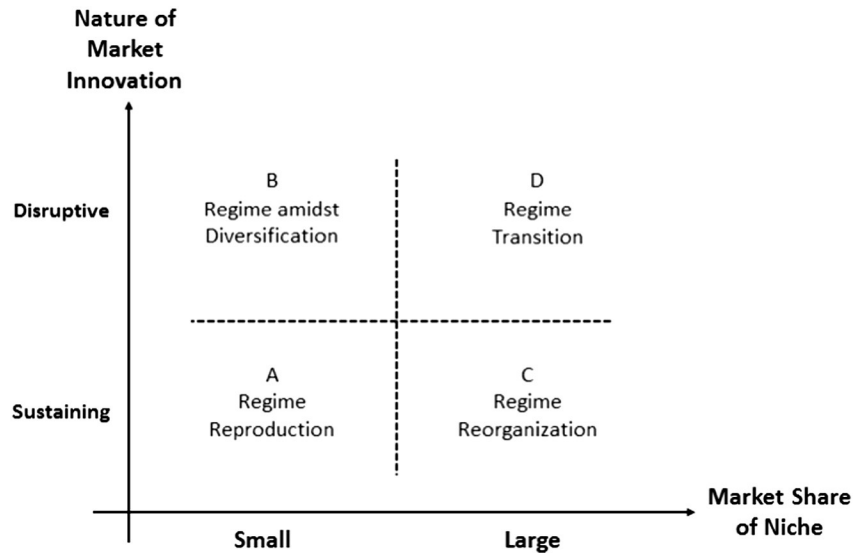 Nature of
Market
Innovation
Disruptive
B
Regime amidst
Diversification
D
Regime
Transition
Sustaining
A
Regime
Reproduction
C
Regime
Reorganization
Market Share
of Niche
Small
Large